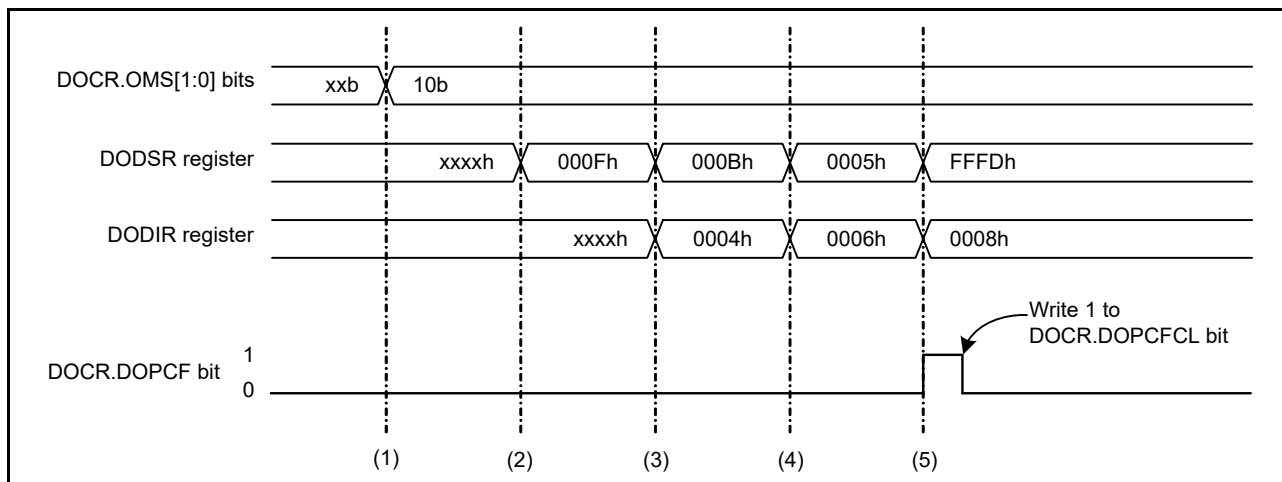 DOCR.OMS[1:0] bits xxb 10b
DODSR register xxxxh 000Fh 000Bh 0005h FFFDh
DODIR register xxxxh 0004h 0006h 0008h
Write 1 to
DOCR.DOPCFCL bit
1
DOCR.DOPCF bit
0
(1) (2) (3) (4) (5)